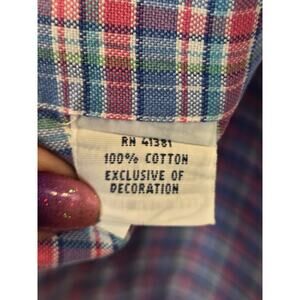 RN 41381
100% COTTON
EXCLUSIVE OF
DECORATION